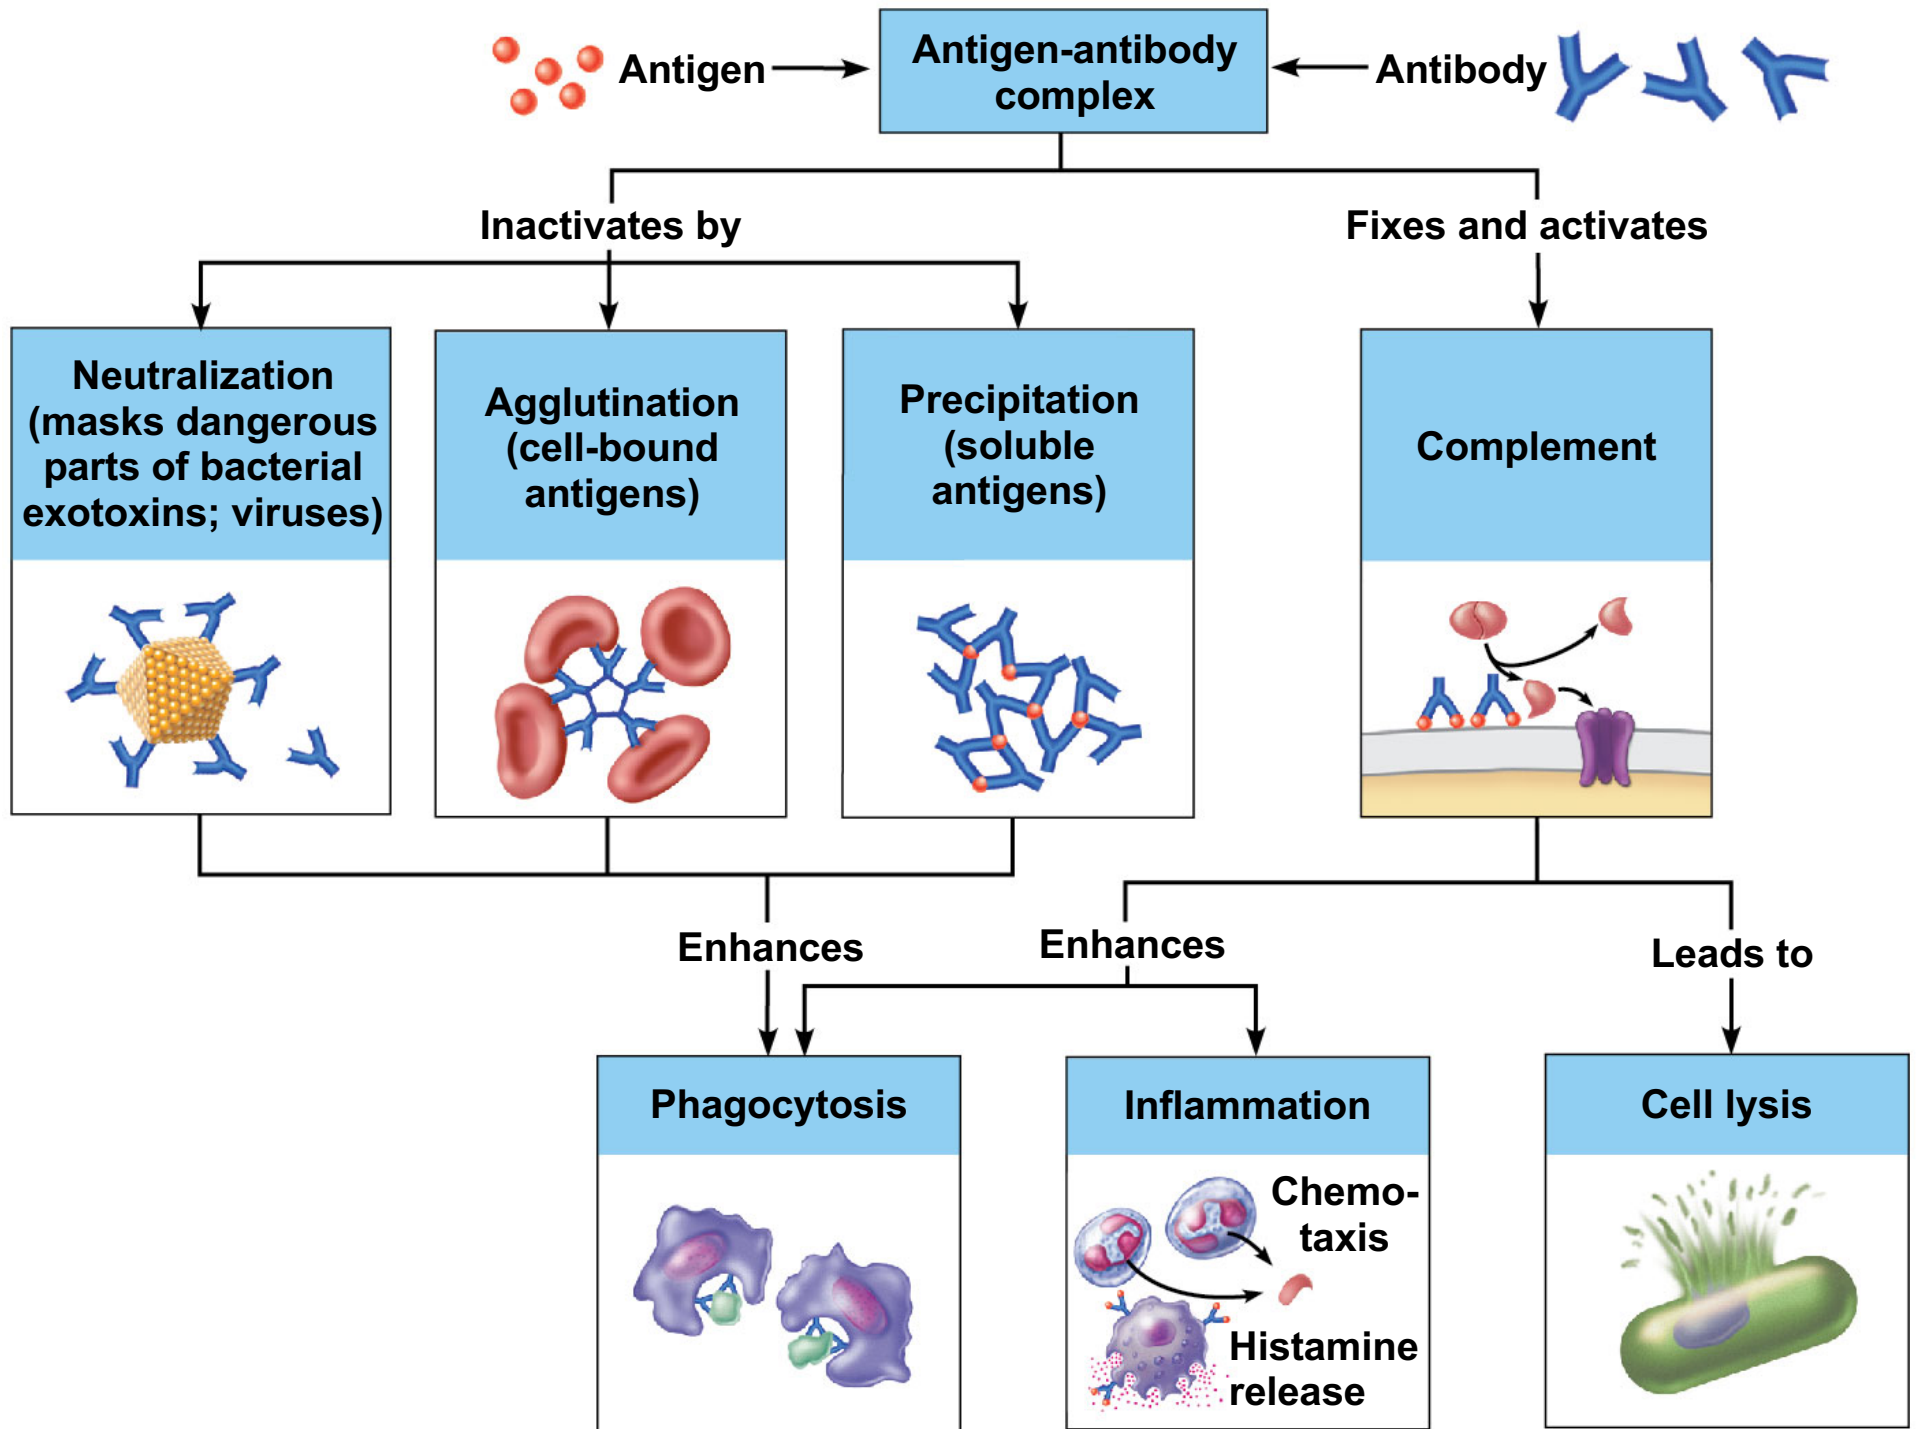 Antigen
Antigen-antibody
complex
Antibody
Inactivates by
Fixes and activates
Neutralization
(masks dangerous
parts of bacterial
exotoxins; viruses)
Agglutination
(cell-bound
antigens)
Precipitation
(soluble
antigens)
Complement
Enhances
Enhances
Leads to
Phagocytosis
Inflammation
Chemo-
taxis
Histamine
release
Cell lysis